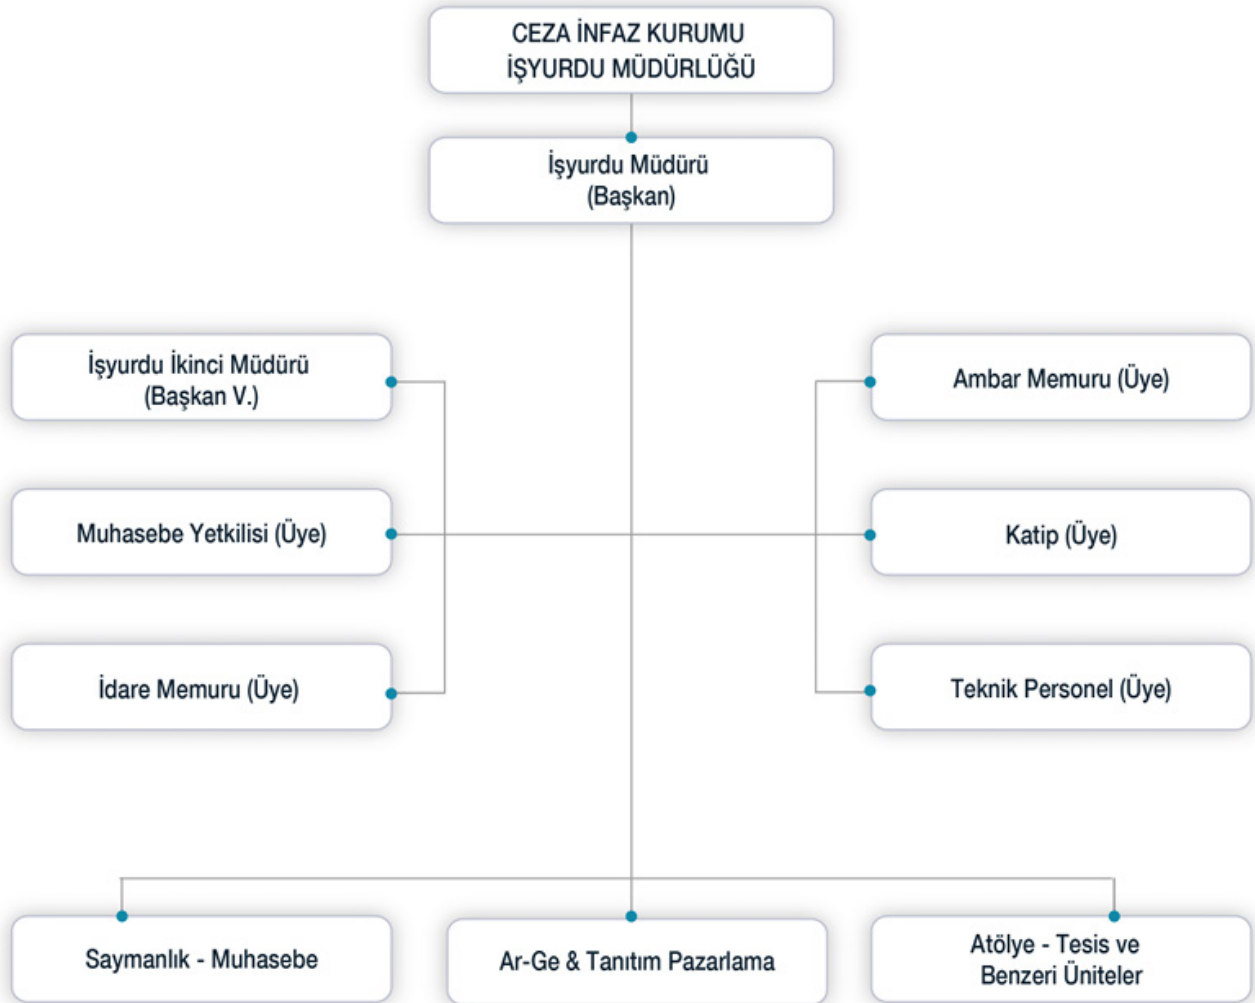 CEZA İNFAZ KURUMU
İŞYURDU MÜDÜRLÜĞÜ
İşyurdu Müdürü
(Başkan)
İşyurdu İkinci Müdürü
(Başkan V.)
Ambar Memuru (Üye)
Muhasebe Yetkilisi (Üye)
Katip (Üye)
İdare Memuru (Üye)
Teknik Personel (Üye)
Saymanlık - Muhasebe
Ar-Ge & Tanıtım Pazarlama
Atölye - Tesis ve
Benzeri Üniteler